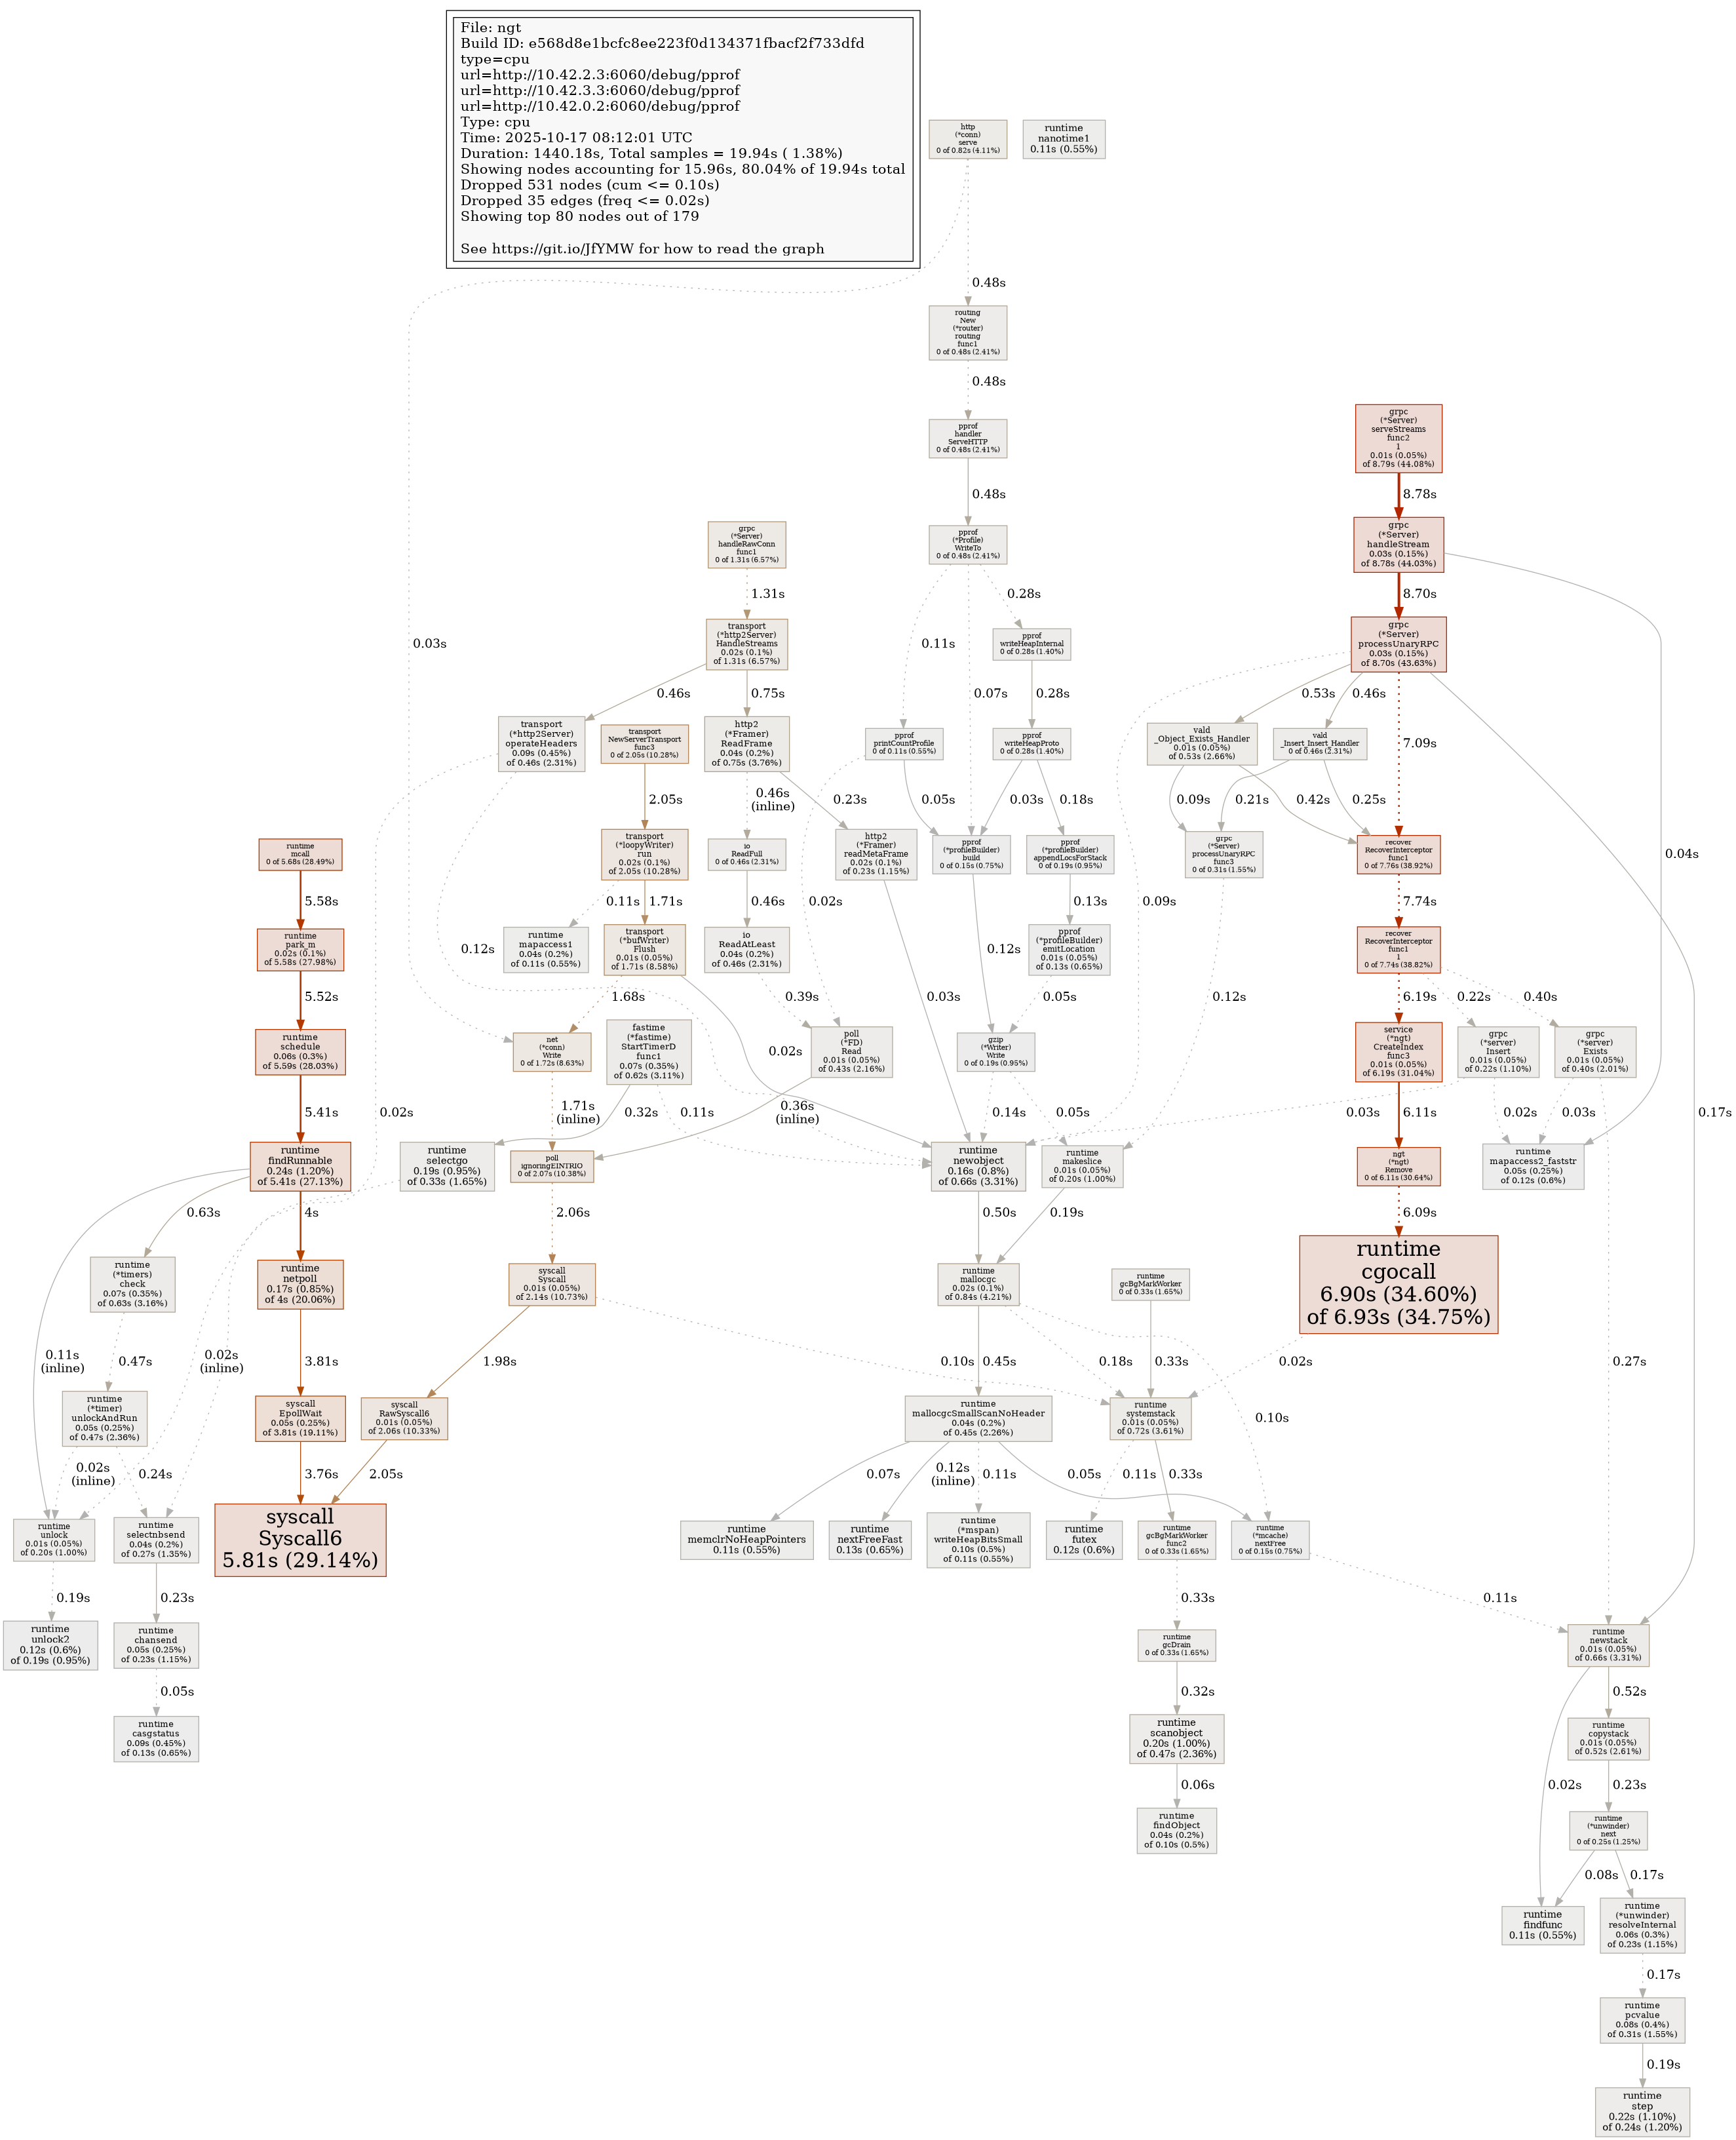 File: ngt
Build ID: e568d8e1bcfc8ee223f0d134371fbacf2f733dfd
type=cpu
url=http://10.42.2.3:6060/debug/pprof
url=http://10.42.3.3:6060/debug/pprof
url=http://10.42.0.2:6060/debug/pprof
Type: cpu
Time: 2025-10-17 08:12:01 UTC
Duration: 1440.18s, Total samples = 19.94s ( 1.38%)
Showing nodes accounting for 15.96s, 80.04% of 19.94s total
Dropped 531 nodes (cum <= 0.10s)
Dropped 35 edges (freq <= 0.02s)
Showing top 80 nodes out of 179
See https://git.io/JfYMW for how to read the graph
http
(*conn)
serve
0 of 0.82s (4.11%)
runtime
nanotime1
0.11s (0.55%)
0.48s
routing
New
(*router)
routing
func1
0 of 0.48s (2.41%)
0.48s
pprof
handler
ServeHTTP
0 of 0.48s (2.41%)
0.48s
grpc
(*Server)
serveStreams
func2
1
0.01s (0.05%)
of 8.79s (44.08%)
8.78s
grpc
(*Server)
handleStream
0.03s (0.15%)
of 8.78s (44.03%)
8.70s
grpc
(*Server)
handleRawConn
func1
0 of 1.31s (6.57%)
1.31s
pprof
(*Profile)
WriteTo
0 of 0.48s (2.41%)
0.28s
0.11s
0.07s
0.03s
transport
(*http2Server)
HandleStreams
0.02s (0.1%)
of 1.31s (6.57%)
0.46s
0.75s
pprof
writeHeapInternal
0 of 0.28s (1.40%)
0.28s
grpc
(*Server)
processUnaryRPC
0.03s (0.15%)
of 8.70s (43.63%)
0.53s
0.46s
7.09s
0.09s
0.17s
0.04s
transport
(*http2Server)
operateHeaders
0.09s (0.45%)
of 0.46s (2.31%)
0.12s
0.02s
transport
NewServerTransport
func3
0 of 2.05s (10.28%)
2.05s
http2
(*Framer)
ReadFrame
0.04s (0.2%)
of 0.75s (3.76%)
0.46s
(inline)
0.23s
pprof
printCountProfile
0 of 0.11s (0.55%)
0.05s
0.02s
pprof
writeHeapProto
0 of 0.28s (1.40%)
0.03s
0.18s
vald
_Object_Exists_Handler
0.01s (0.05%)
of 0.53s (2.66%)
0.09s
0.42s
vald
_Insert_Insert_Handler
0 of 0.46s (2.31%)
0.21s
0.25s
runtime
mcall
0 of 5.68s (28.49%)
5.58s
transport
(*loopyWriter)
run
0.02s (0.1%)
of 2.05s (10.28%)
0.11s
1.71s
io
ReadFull
0 of 0.46s (2.31%)
0.46s
http2
(*Framer)
readMetaFrame
0.02s (0.1%)
of 0.23s (1.15%)
0.03s
pprof
(*profileBuilder)
build
0 of 0.15s (0.75%)
0.12s
pprof
(*profileBuilder)
appendLocsForStack
0 of 0.19s (0.95%)
0.13s
grpc
(*Server)
processUnaryRPC
func3
0 of 0.31s (1.55%)
0.12s
recover
RecoverInterceptor
func1
0 of 7.76s (38.92%)
7.74s
runtime
park_m
0.02s (0.1%)
of 5.58s (27.98%)
5.52s
runtime
mapaccess1
0.04s (0.2%)
of 0.11s (0.55%)
transport
(*bufWriter)
Flush
0.01s (0.05%)
of 1.71s (8.58%)
1.68s
0.02s
io
ReadAtLeast
0.04s (0.2%)
of 0.46s (2.31%)
0.39s
pprof
(*profileBuilder)
emitLocation
0.01s (0.05%)
of 0.13s (0.65%)
0.05s
recover
RecoverInterceptor
func1
1
0 of 7.74s (38.82%)
6.19s
0.22s
0.40s
runtime
schedule
0.06s (0.3%)
of 5.59s (28.03%)
5.41s
net
(*conn)
Write
0 of 1.72s (8.63%)
1.71s
(inline)
fastime
(*fastime)
StartTimerD
func1
0.07s (0.35%)
of 0.62s (3.11%)
0.32s
0.11s
poll
(*FD)
Read
0.01s (0.05%)
of 0.43s (2.16%)
0.36s
(inline)
gzip
(*Writer)
Write
0 of 0.19s (0.95%)
0.14s
0.05s
service
(*ngt)
CreateIndex
func3
0.01s (0.05%)
of 6.19s (31.04%)
6.11s
grpc
(*server)
Insert
0.01s (0.05%)
of 0.22s (1.10%)
0.03s
0.02s
grpc
(*server)
Exists
0.01s (0.05%)
of 0.40s (2.01%)
0.03s
0.27s
runtime
findRunnable
0.24s (1.20%)
of 5.41s (27.13%)
0.11s
(inline)
0.63s
4s
runtime
selectgo
0.19s (0.95%)
of 0.33s (1.65%)
0.02s
(inline)
poll
ignoringEINTRIO
0 of 2.07s (10.38%)
2.06s
runtime
newobject
0.16s (0.8%)
of 0.66s (3.31%)
0.50s
runtime
makeslice
0.01s (0.05%)
of 0.20s (1.00%)
0.19s
ngt
(*ngt)
Remove
0 of 6.11s (30.64%)
6.09s
runtime
mapaccess2_faststr
0.05s (0.25%)
of 0.12s (0.6%)
runtime
(*timers)
check
0.07s (0.35%)
of 0.63s (3.16%)
0.47s
runtime
netpoll
0.17s (0.85%)
of 4s (20.06%)
3.81s
syscall
Syscall
0.01s (0.05%)
of 2.14s (10.73%)
1.98s
0.10s
runtime
mallocgc
0.02s (0.1%)
of 0.84s (4.21%)
0.45s
0.18s
0.10s
runtime
gcBgMarkWorker
0 of 0.33s (1.65%)
0.33s
runtime
cgocall
6.90s (34.60%)
of 6.93s (34.75%)
0.02s
runtime
(*timer)
unlockAndRun
0.05s (0.25%)
of 0.47s (2.36%)
0.02s
(inline)
0.24s
syscall
EpollWait
0.05s (0.25%)
of 3.81s (19.11%)
3.76s
syscall
RawSyscall6
0.01s (0.05%)
of 2.06s (10.33%)
2.05s
runtime
mallocgcSmallScanNoHeader
0.04s (0.2%)
of 0.45s (2.26%)
0.07s
0.12s
(inline)
0.11s
0.05s
runtime
systemstack
0.01s (0.05%)
of 0.72s (3.61%)
0.11s
0.33s
runtime
unlock
0.01s (0.05%)
of 0.20s (1.00%)
0.19s
runtime
selectnbsend
0.04s (0.2%)
of 0.27s (1.35%)
0.23s
syscall
Syscall6
5.81s (29.14%)
runtime
memclrNoHeapPointers
0.11s (0.55%)
runtime
nextFreeFast
0.13s (0.65%)
runtime
(*mspan)
writeHeapBitsSmall
0.10s (0.5%)
of 0.11s (0.55%)
runtime
futex
0.12s (0.6%)
runtime
gcBgMarkWorker
func2
0 of 0.33s (1.65%)
0.33s
runtime
(*mcache)
nextFree
0 of 0.15s (0.75%)
0.11s
runtime
unlock2
0.12s (0.6%)
of 0.19s (0.95%)
runtime
chansend
0.05s (0.25%)
of 0.23s (1.15%)
0.05s
runtime
gcDrain
0 of 0.33s (1.65%)
0.32s
runtime
newstack
0.01s (0.05%)
of 0.66s (3.31%)
0.52s
0.02s
runtime
casgstatus
0.09s (0.45%)
of 0.13s (0.65%)
runtime
scanobject
0.20s (1.00%)
of 0.47s (2.36%)
0.06s
runtime
copystack
0.01s (0.05%)
of 0.52s (2.61%)
0.23s
runtime
findObject
0.04s (0.2%)
of 0.10s (0.5%)
runtime
(*unwinder)
next
0 of 0.25s (1.25%)
0.08s
0.17s
runtime
findfunc
0.11s (0.55%)
runtime
(*unwinder)
resolveInternal
0.06s (0.3%)
of 0.23s (1.15%)
0.17s
runtime
pcvalue
0.08s (0.4%)
of 0.31s (1.55%)
0.19s
runtime
step
0.22s (1.10%)
of 0.24s (1.20%)